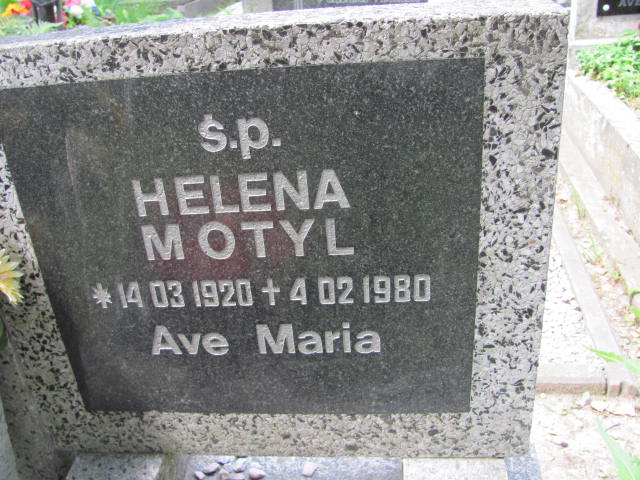 ś.p.
HELENA
MOTYL
* 14 03 1920 + 4 02 1980
Ave Maria